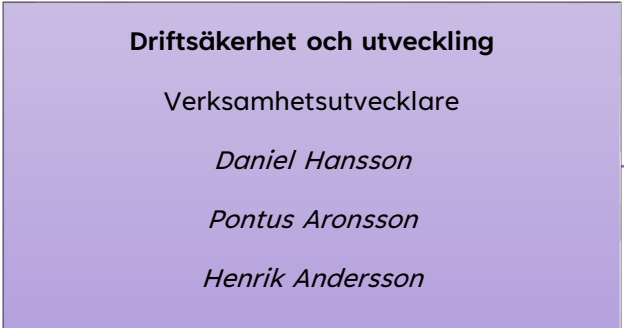 Driftsäkerhet och utveckling
Verksamhetsutvecklare
Daniel Hansson
Pontus Aronsson
Henrik Andersson